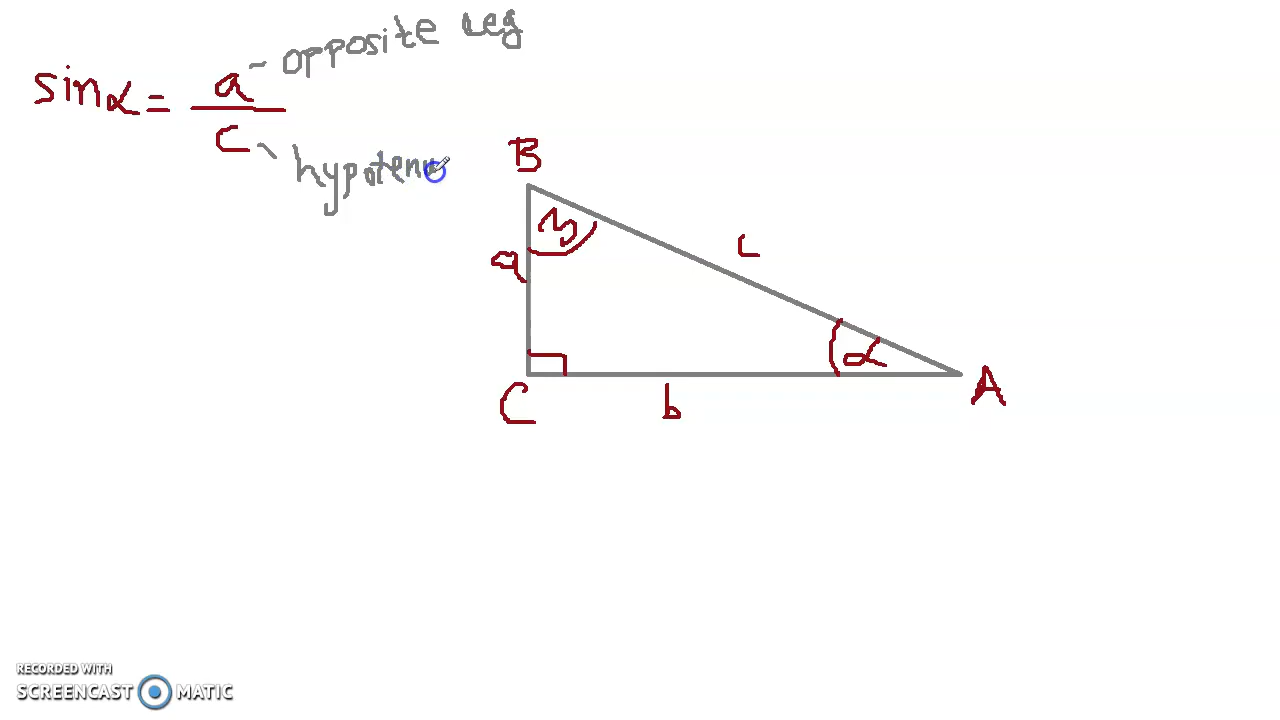 sinα = a/c
opposite leg
hypotenu
B
β
a
c
α
C
b
A
RECORDED WITH
SCREENCAST MATIC